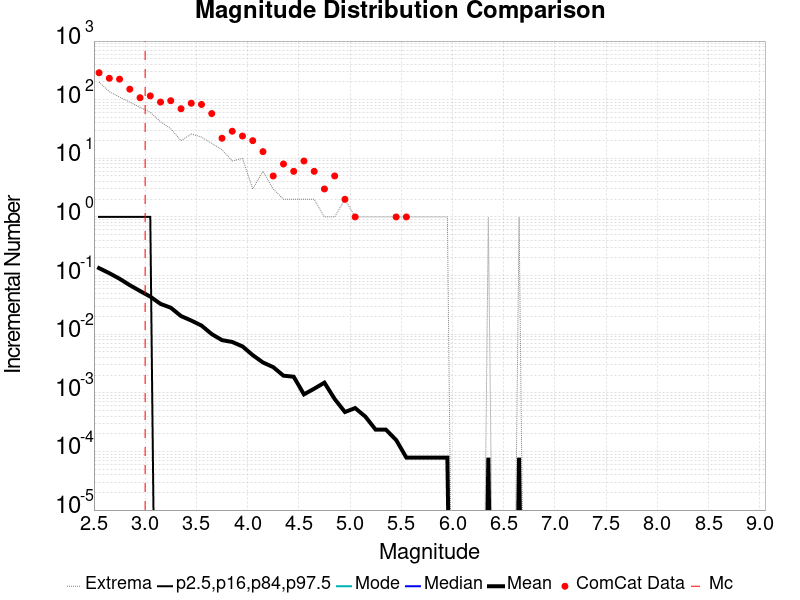 Magnitude Distribution Comparison
10 3
10 2
10 1
10 0
10 -1
10 -2
10 -3
10 -4
10 -5
Incremental Number
2.5 3.0 3.5 4.0 4.5 5.0 5.5 6.0 6.5 7.0 7.5 8.0 8.5 9.0
Magnitude
Extrema p2.5,p16,p84,p97.5 Mode Median Mean ComCat Data Mc